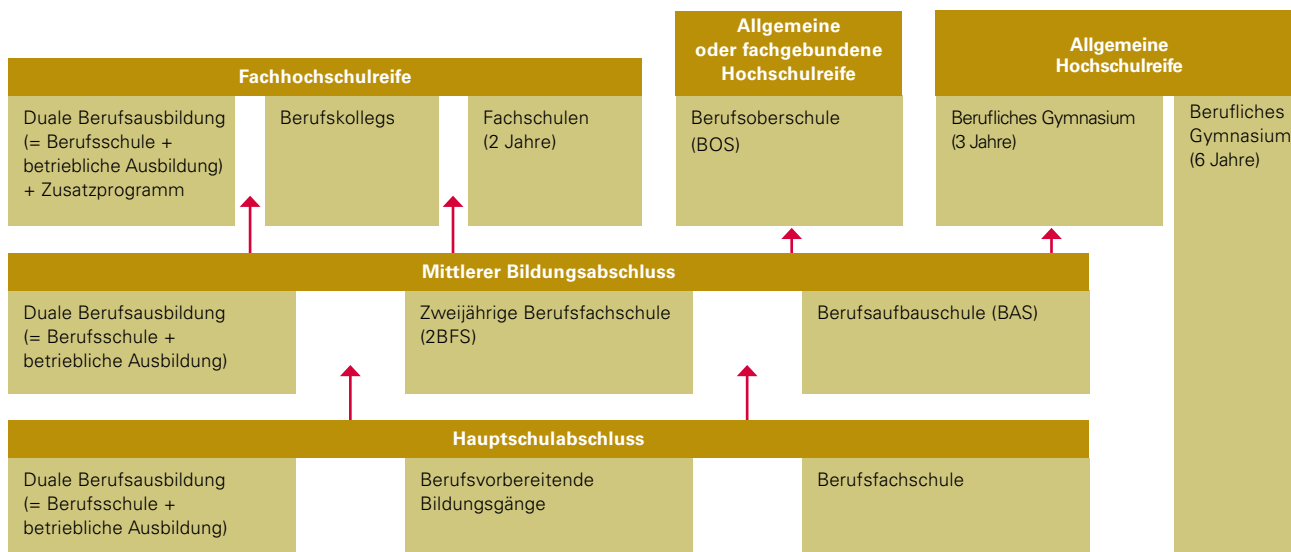 Fachhochschulreife
Duale Berufsausbildung
(= Berufsschule +
betriebliche Ausbildung)
+ Zusatzprogramm
Berufskollegs
Fachschulen
(2 Jahre)
Allgemeine
oder fachgebundene
Hochschulreife
Berufsoberschule
(BOS)
Allgemeine
Hochschulreife
Berufliches Gymnasium
(3 Jahre)
Berufliches
Gymnasium
(6 Jahre)
Mittlerer Bildungsabschluss
Duale Berufsausbildung
(= Berufsschule +
betriebliche Ausbildung)
Zweijährige Berufsfachschule
(2BFS)
Berufsaufbauschule (BAS)
Hauptschulabschluss
Duale Berufsausbildung
(= Berufsschule +
betriebliche Ausbildung)
Berufsvorbereitende
Bildungsgänge
Berufsfachschule